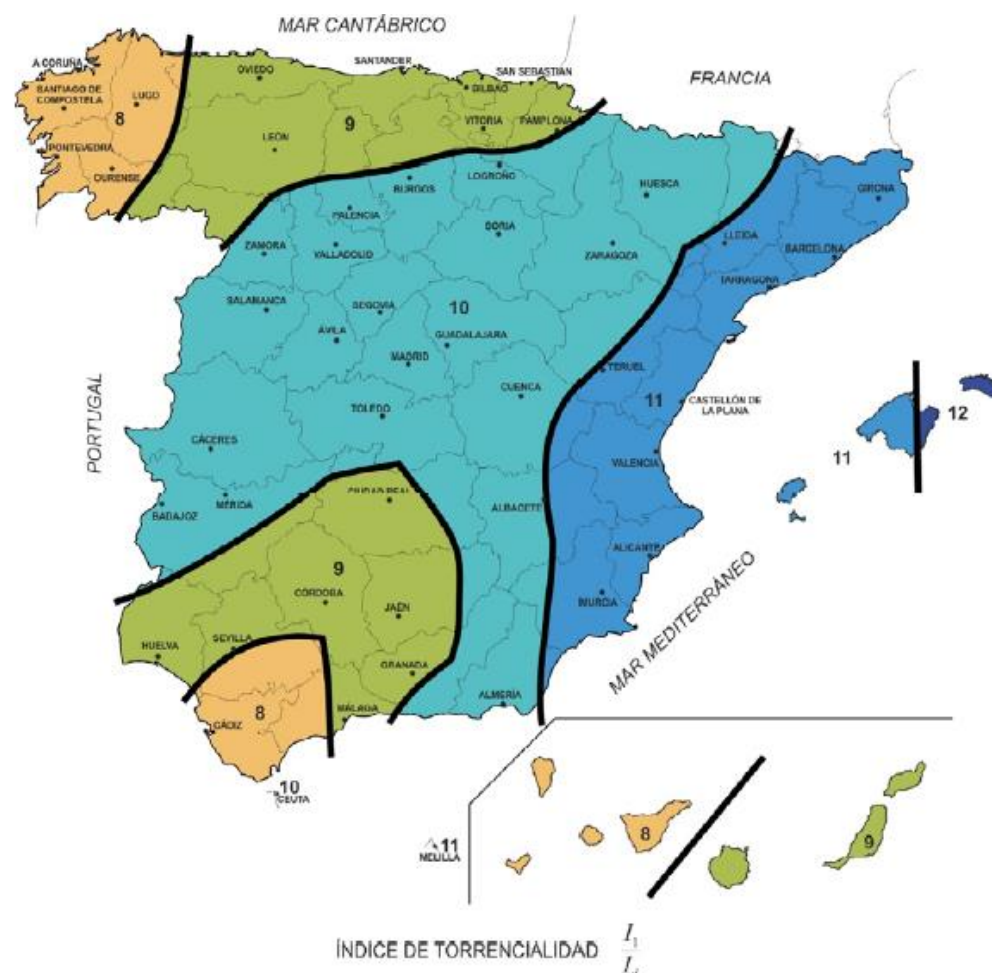 MAR CANTÁBRICO
A CORUÑA
SANTIAGO DE
COMPOSTELA
LUGO
8
PONTEVEDRA
OURENSE
OVIEDO
SANTANDER
SAN SEBASTIÁN
BILBAO
FRANCIA
LEÓN
9
VITORIA
PAMPLONA
BURGOS
LOGROÑO
HUESCA
GIRONA
PALENCIA
SORIA
ZAMORA
VALLADOLID
ZARAGOZA
LLEIDA
BARCELONA
TARRAGONA
SALAMANCA
SEGOVIA
10
ÁVILA
GUADALAJARA
MADRID
TERUEL
CUENCA
11
CASTELLÓN DE
LA PLANA
12
PORTUGAL
TOLEDO
CÁCERES
VALENCIA
11
MÉRIDA
BADAJOZ
CIUDAD REAL
ALBACETE
ALICANTE
9
CÓRDOBA
JAÉN
MURCIA
MAR MEDITERRÁNEO
HUELVA
SEVILLA
GRANADA
8
CÁDIZ
MÁLAGA
ALMERÍA
10
CEUTA
11
MELILLA
8
9
ÍNDICE DE TORRENCIALIDAD I₁